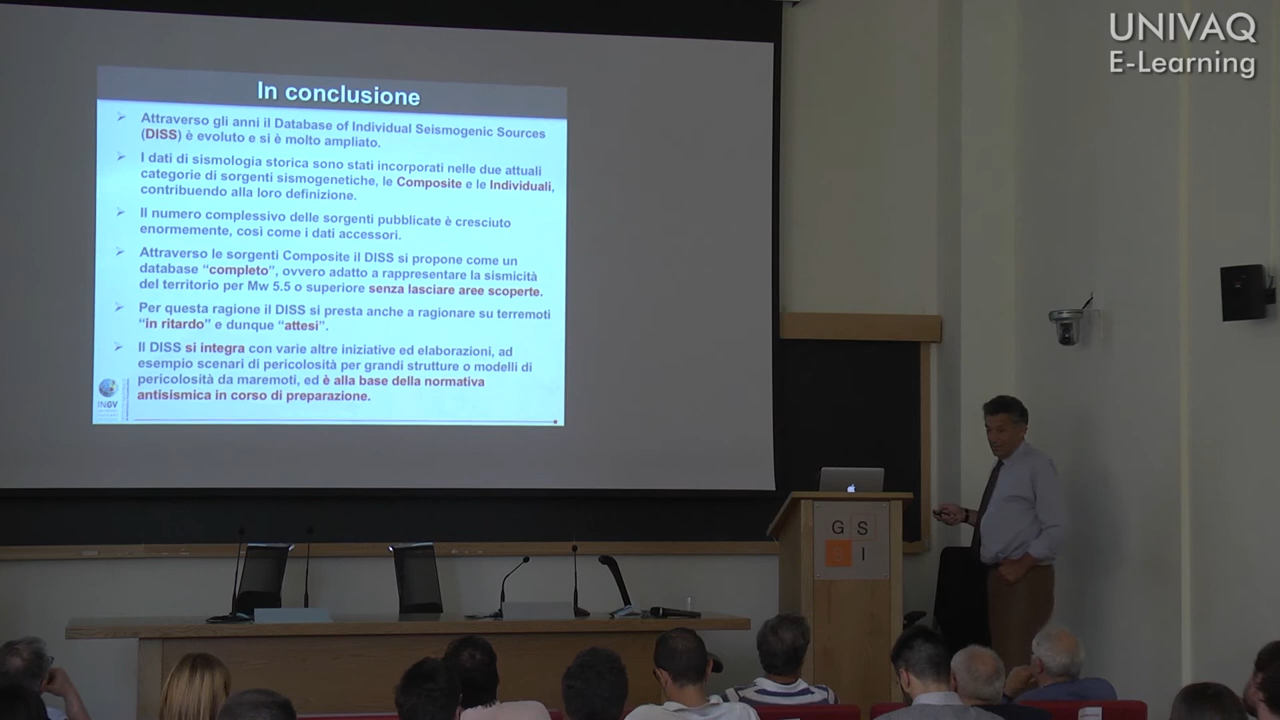 UNIVAQ
E-Learning
In conclusione
Attraverso gli anni il Database of Individual Seismogenic Sources
(DISS) è evoluto e si è molto ampliato.
I dati di sismologia storica sono stati incorporati nelle due attuali
categorie di sorgenti sismogenetiche, le Composite e le Individuali,
contribuendo alla loro definizione.
Il numero complessivo delle sorgenti pubblicate è cresciuto
enormemente, così come i dati accessori.
Attraverso le sorgenti Composite il DISS si propone come un
database “completo”, ovvero adatto a rappresentare la sismicità
del territorio per Mw 5.5 o superiore senza lasciare aree scoperte.
Per questa ragione il DISS si presta anche a ragionare su terremoti
“in ritardo” e dunque “attesi”.
Il DISS si integra con varie altre iniziative ed elaborazioni, ad
esempio scenari di pericolosità per grandi strutture o modelli di
pericolosità da maremoti, ed è alla base della normativa
antisismica in corso di preparazione.
INGV
G S
S I